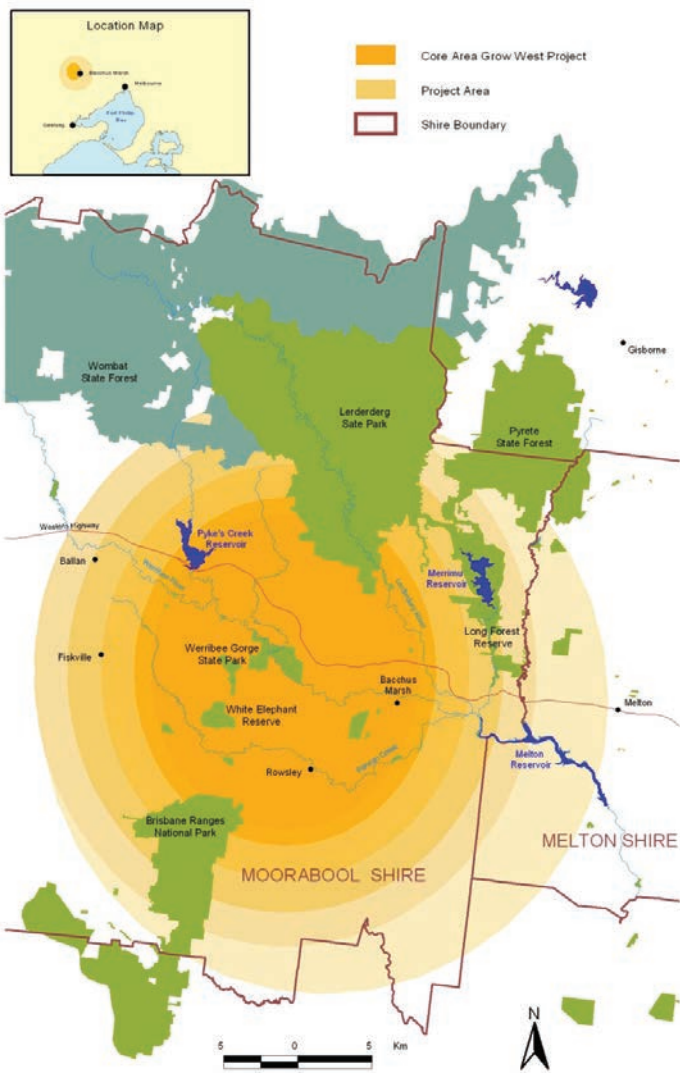 Location Map
Bacchus Marsh
Melbourne
Geelong
Port Phillip
Bay
Core Area Grow West Project
Project Area
Shire Boundary
Gisborne
Wombat
State Forest
Lerderderg
Sate Park
Pyrete
State Forest
Western Highway
Pyke's Creek
Reservoir
Ballan
Merrimu
Reservoir
Werribee Gorge
State Park
Long Forest
Reserve
Fiskville
Bacchus
Marsh
Melton
White Elephant
Reserve
Rowsley
Melton
Reservoir
Brisbane Ranges
National Park
MELTON SHIRE
MOORABOOL SHIRE
N
5
0
5
Km